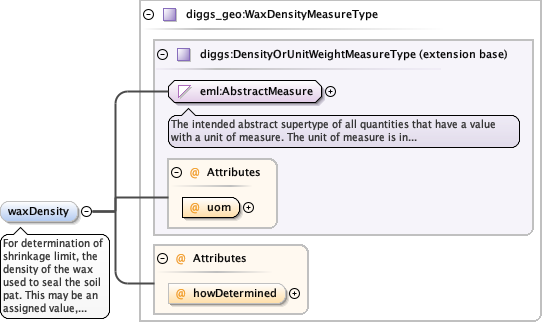 diggs_geo:WaxDensityMeasureType
diggs:DensityOrUnitWeightMeasureType (extension base)
eml:AbstractMeasure
The intended abstract supertype of all quantities that have a value
with a unit of measure. The unit of measure is in...
@ Attributes
@ uom
waxDensity
For determination of
shrinkage limit, the
density of the wax
used to seal the soil
pat. This may be an
assigned value,...
@ Attributes
@ howDetermined